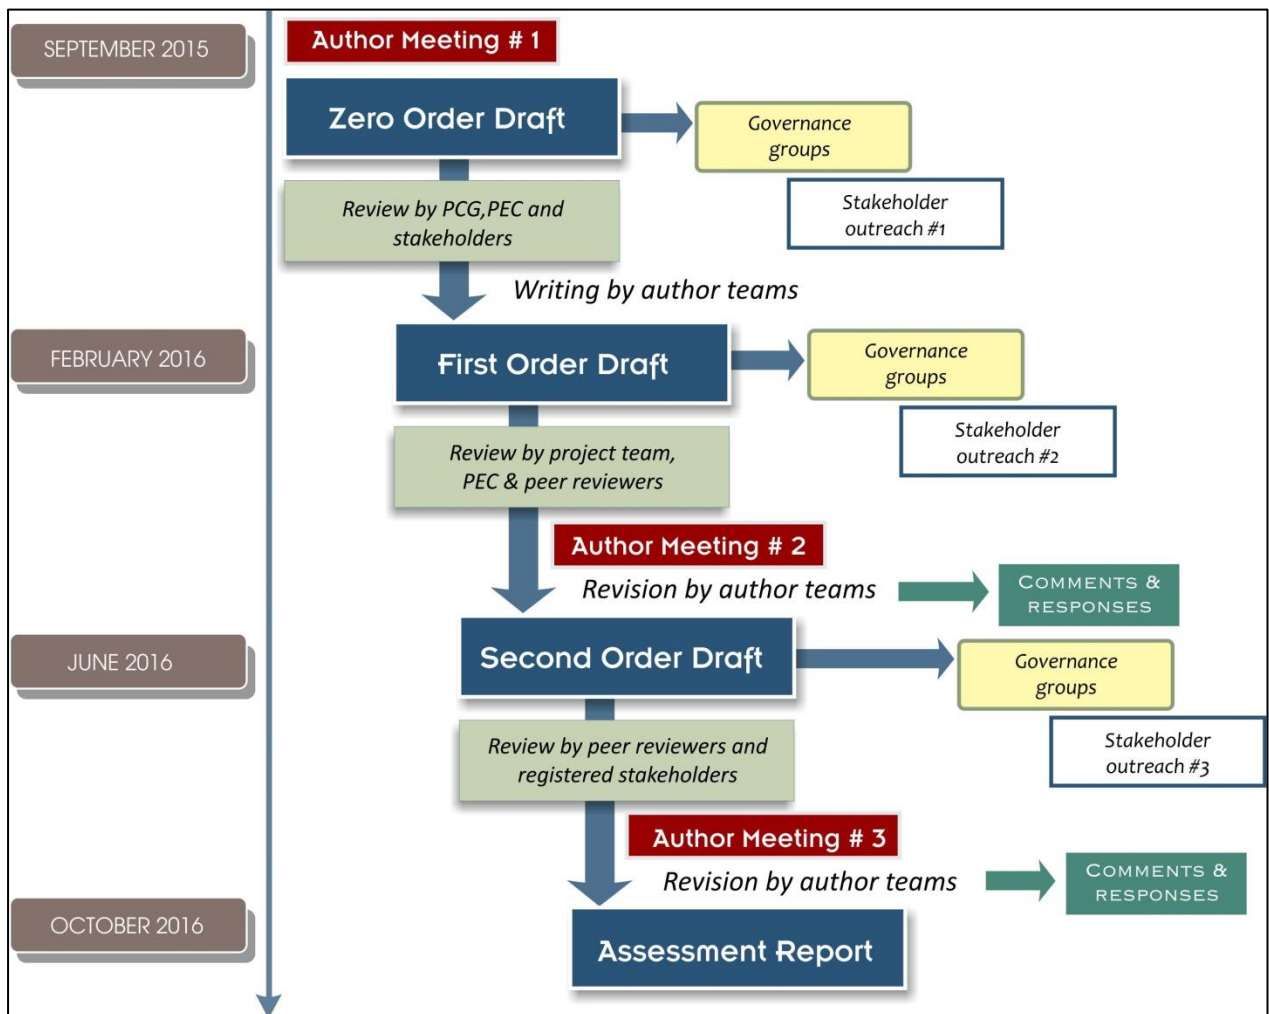 SEPTEMBER 2015
Author Meeting # 1
Zero Order Draft
Governance
groups
Stakeholder
outreach #1
Review by PCG,PEC and
stakeholders
Writing by author teams
FEBRUARY 2016
First Order Draft
Governance
groups
Stakeholder
outreach #2
Review by project team,
PEC & peer reviewers
Author Meeting # 2
Revision by author teams
COMMENTS &
RESPONSES
JUNE 2016
Second Order Draft
Governance
groups
Stakeholder
outreach #3
Review by peer reviewers and
registered stakeholders
Author Meeting # 3
Revision by author teams
COMMENTS &
RESPONSES
OCTOBER 2016
Assessment Report